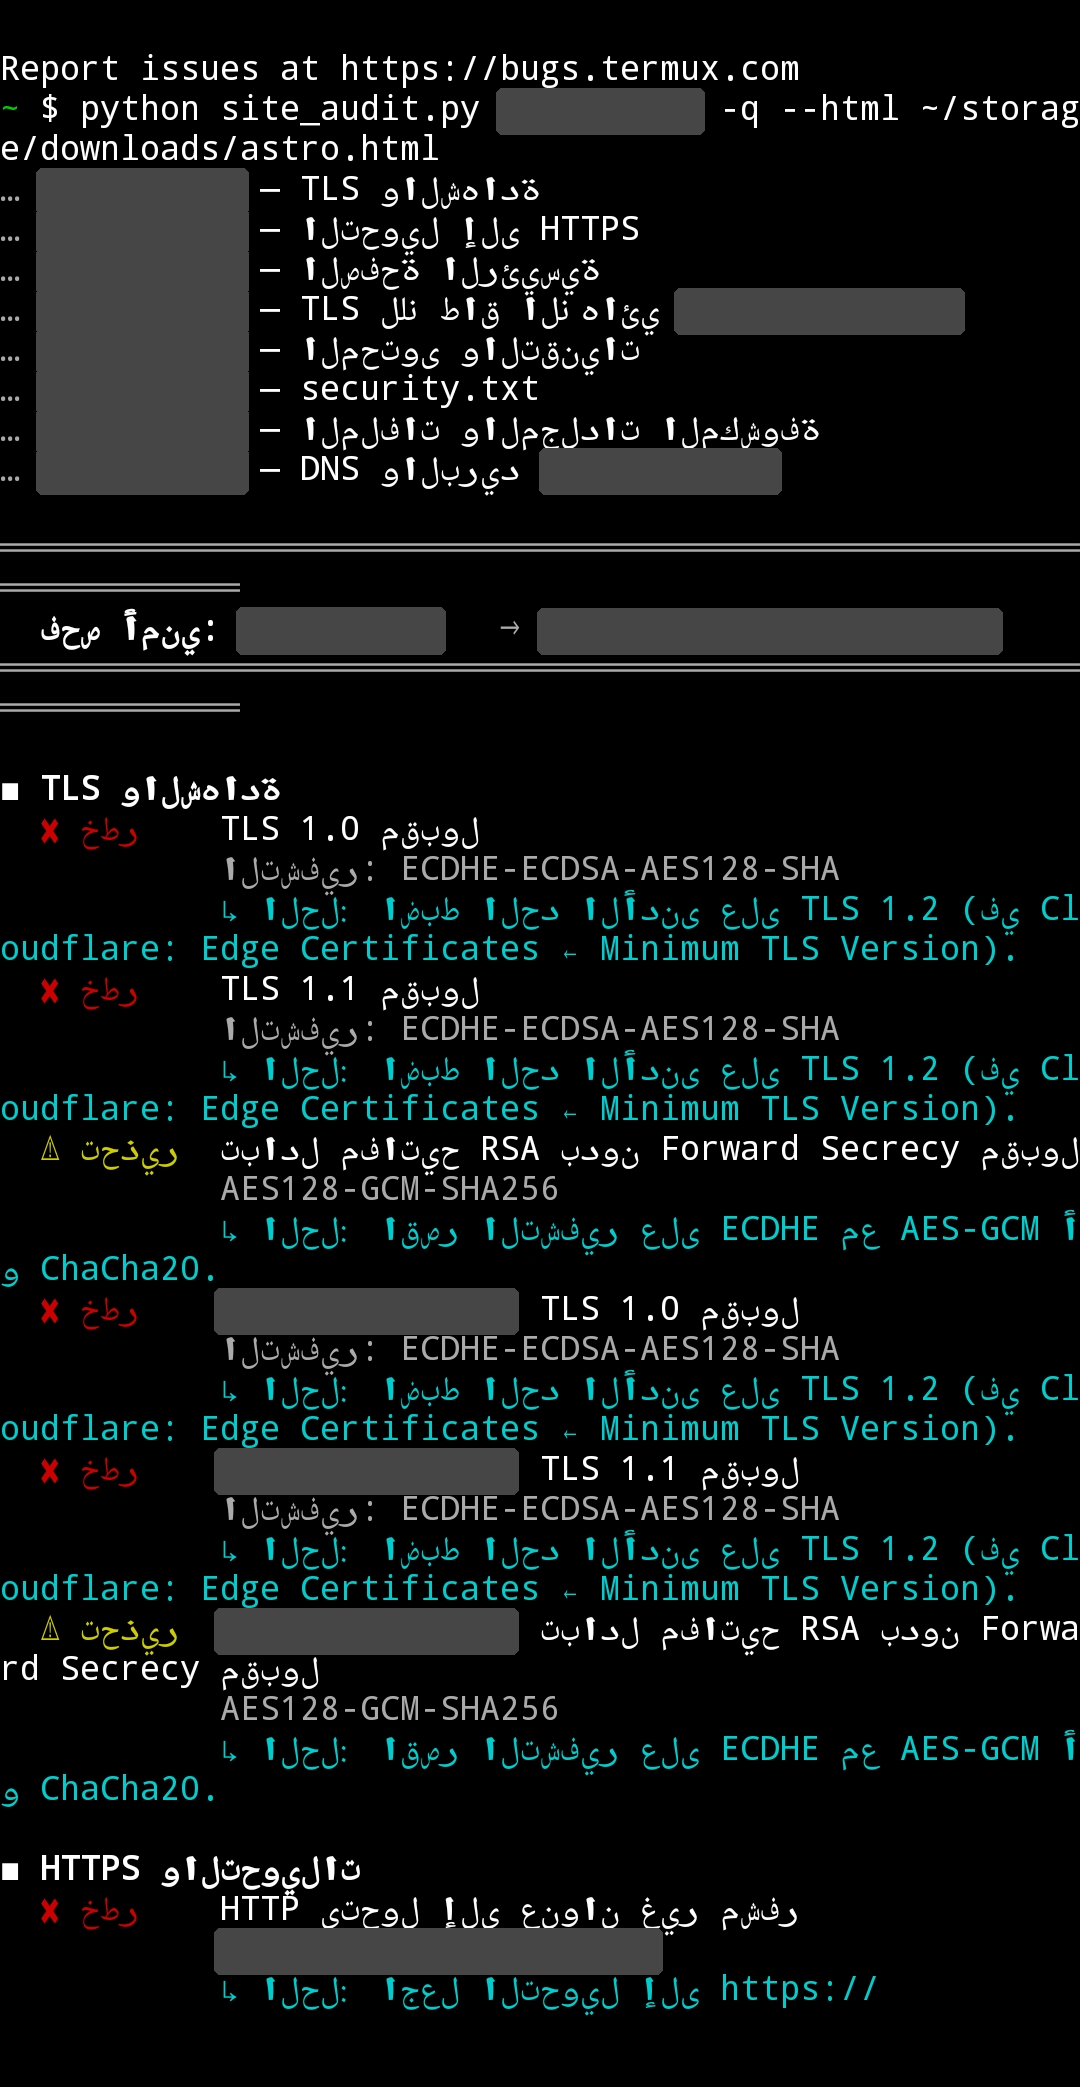 Report issues at https://bugs.termux.com
~ $ python site_audit.py -q --html ~/storag
e/downloads/astro.html
… — TLS والشهادة
… — التحويل إلى HTTPS
… — الصفحة الرئيسية
… — TLS للنطاق النهائي
… — المحتوى والتقنيات
… — security.txt
… — الملفات والمجلدات المكشوفة
… — DNS والبريد
فحص أمني: →
■ TLS والشهادة
✘ خطر TLS 1.0 مقبول
التشفير: ECDHE-ECDSA-AES128-SHA
↳ الحل: اضبط الحد الأدنى على TLS 1.2 (في Cl
oudflare: Edge Certificates ← Minimum TLS Version).
✘ خطر TLS 1.1 مقبول
التشفير: ECDHE-ECDSA-AES128-SHA
↳ الحل: اضبط الحد الأدنى على TLS 1.2 (في Cl
oudflare: Edge Certificates ← Minimum TLS Version).
⚠ تحذير تبادل مفاتيح RSA بدون Forward Secrecy مقبول
AES128-GCM-SHA256
↳ الحل: اقصر التشفير على ECDHE مع AES-GCM أ
و ChaCha20.
✘ خطر TLS 1.0 مقبول
التشفير: ECDHE-ECDSA-AES128-SHA
↳ الحل: اضبط الحد الأدنى على TLS 1.2 (في Cl
oudflare: Edge Certificates ← Minimum TLS Version).
✘ خطر TLS 1.1 مقبول
التشفير: ECDHE-ECDSA-AES128-SHA
↳ الحل: اضبط الحد الأدنى على TLS 1.2 (في Cl
oudflare: Edge Certificates ← Minimum TLS Version).
⚠ تحذير تبادل مفاتيح RSA بدون Forwa
rd Secrecy مقبول
AES128-GCM-SHA256
↳ الحل: اقصر التشفير على ECDHE مع AES-GCM أ
و ChaCha20.
■ HTTPS والتحويلات
✘ خطر HTTP يتحول إلى عنوان غير مشفر
↳ الحل: اجعل التحويل إلى https://